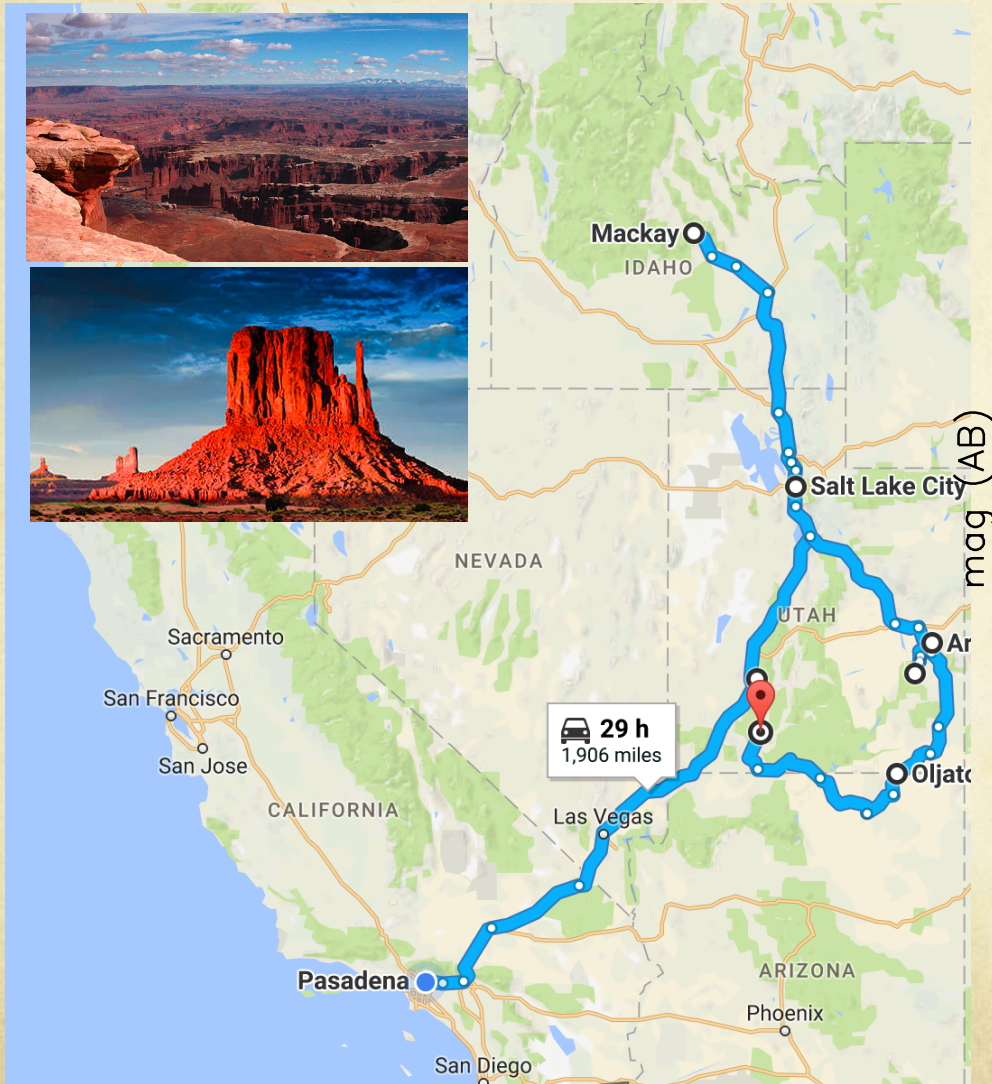 Mackay
IDAHO
Salt Lake City
mag (AB)
NEVADA
UTAH
Sacramento
Ar
San Francisco
29 h
1,906 miles
San Jose
Oljato
CALIFORNIA
Las Vegas
Pasadena
ARIZONA
Phoenix
San Diego